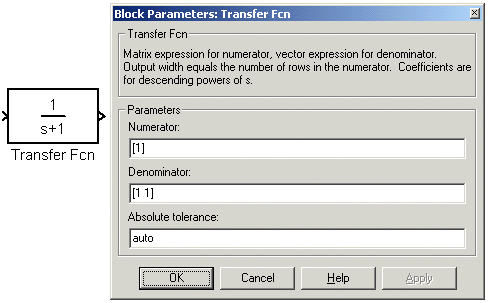 Block Parameters: Transfer Fcn
Transfer Fcn
Matrix expression for numerator, vector expression for denominator.
Output width equals the number of rows in the numerator. Coefficients are
for descending powers of s.
1
s+1
Transfer Fcn
Parameters
Numerator:
[1]
Denominator:
[1 1]
Absolute tolerance:
auto
OK Cancel Help Apply